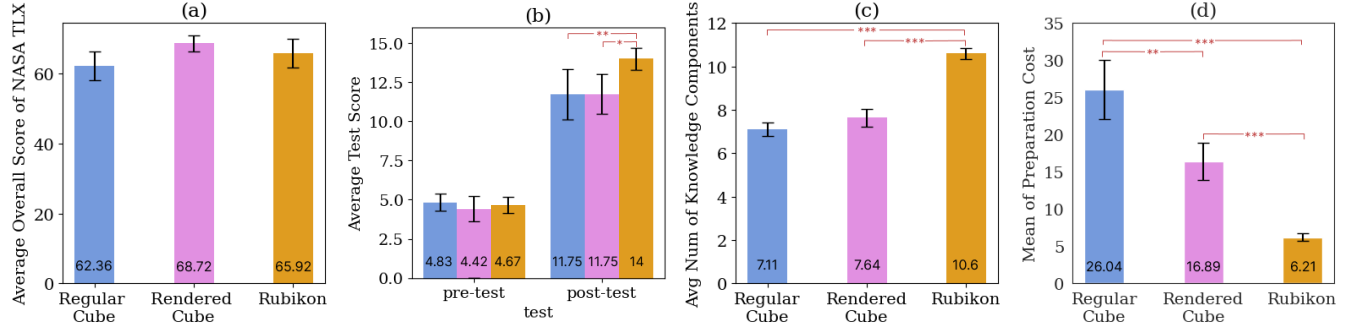 (a)
Average Overall Score of NASA TLX
60
40
20
0
62.36
68.72
65.92
Regular
Cube
Rendered
Cube
Rubikon
(b)
Average Test Score
15.0
12.5
10.0
7.5
5.0
2.5
0.0
**
*
4.83
4.42
4.67
11.75
11.75
14
pre-test
post-test
test
(c)
Avg Num of Knowledge Components
12
10
8
6
4
2
0
***
***
7.11
7.64
10.6
Regular
Cube
Rendered
Cube
Rubikon
(d)
Mean of Preparation Cost
35
30
25
20
15
10
5
0
***
**
***
26.04
16.89
6.21
Regular
Cube
Rendered
Cube
Rubikon